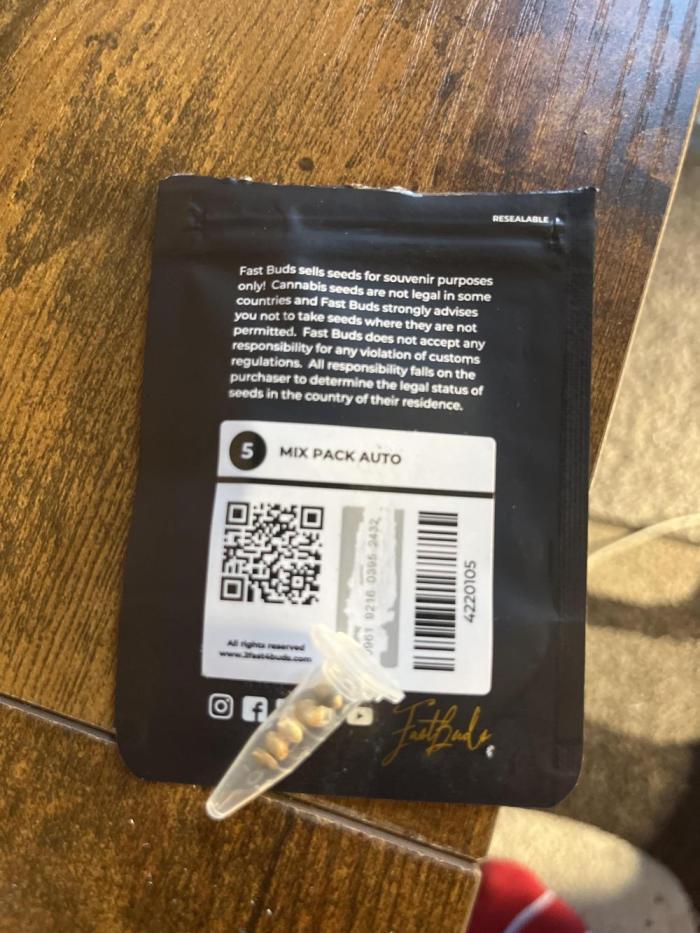 RESEALABLE
Fast Buds sells seeds for souvenir purposes
only! Cannabis seeds are not legal in some
countries and Fast Buds strongly advises
you not to take seeds where they are not
permitted. Fast Buds does not accept any
responsibility for any violation of customs
regulations. All responsibility falls on the
purchaser to determine the legal status of
seeds in the country of their residence.
5 MIX PACK AUTO
9216 0395 2432
4220105
All rights reserved
www.2fast4buds.com
FastBuds